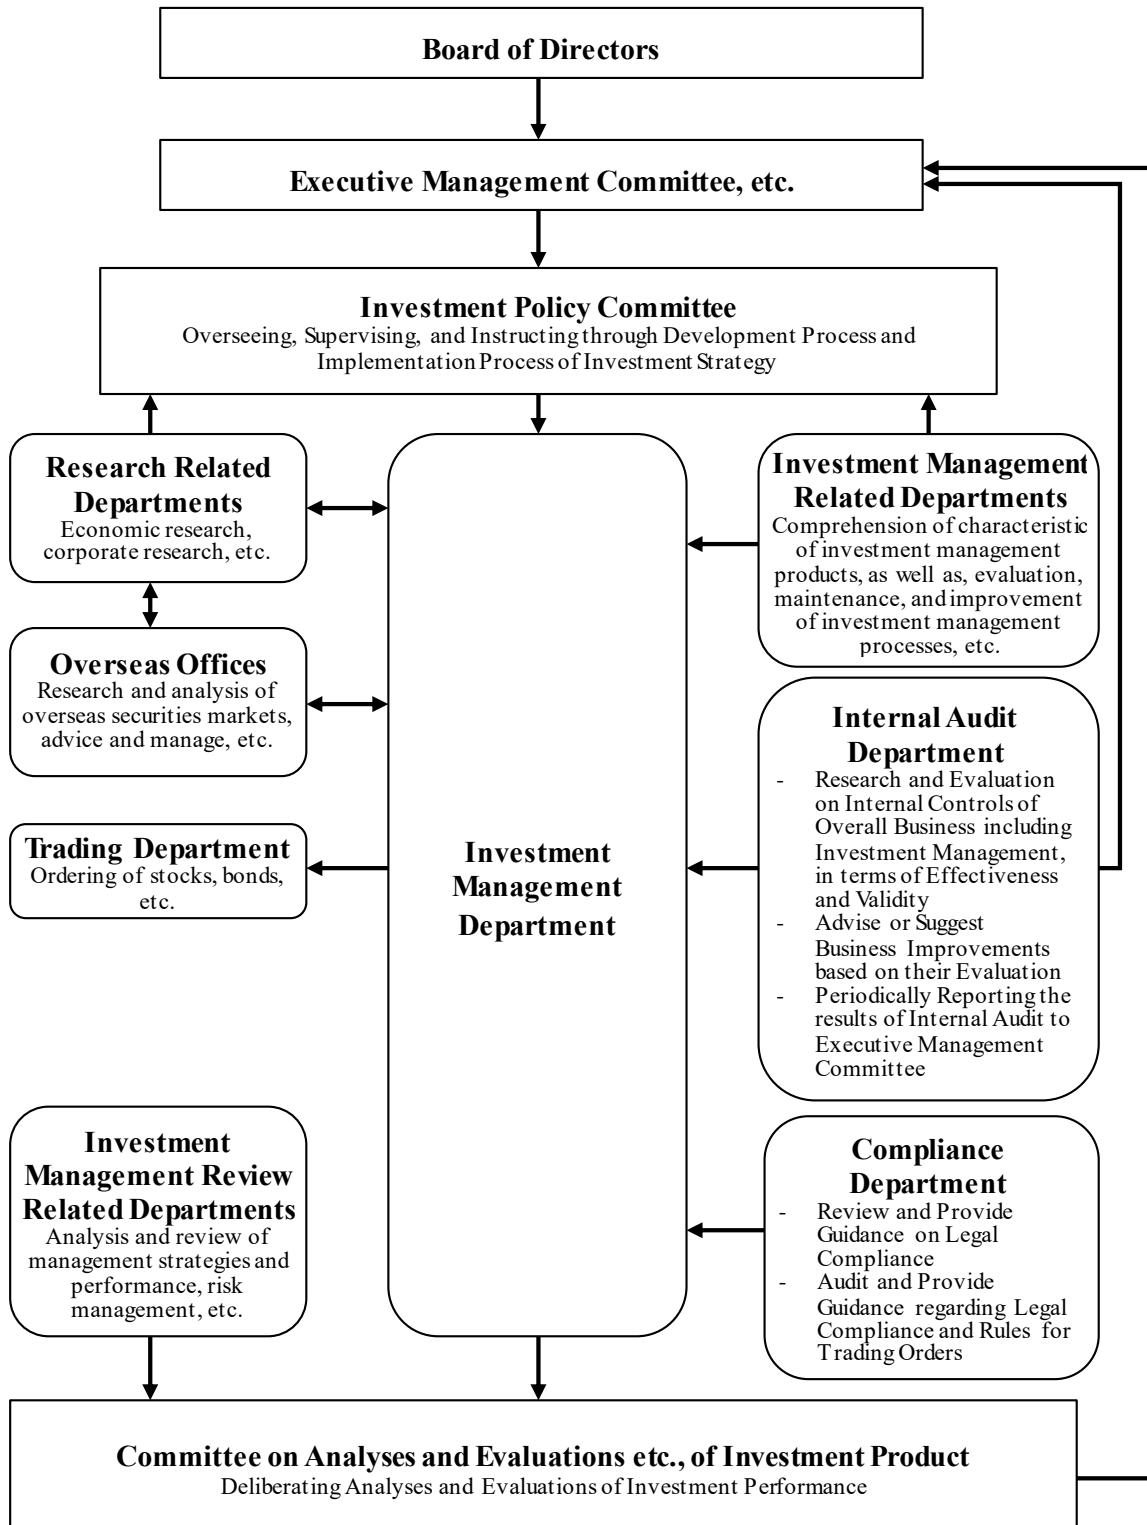 Board of Directors
Executive Management Committee, etc.
Investment Policy Committee
Overseeing, Supervising, and Instructing through Development Process and
Implementation Process of Investment Strategy
Research Related
Departments
Economic research,
corporate research, etc.
Overseas Offices
Research and analysis of
overseas securities markets,
advice and manage, etc.
Trading Department
Ordering of stocks, bonds,
etc.
Investment
Management Review
Related Departments
Analysis and review of
management strategies and
performance, risk
management, etc.
Investment
Management
Department
Investment Management
Related Departments
Comprehension of characteristic
of investment management
products, as well as, evaluation,
maintenance, and improvement
of investment management
processes, etc.
Internal Audit
Department
- Research and Evaluation
on Internal Controls of
Overall Business including
Investment Management,
in terms of Effectiveness
and Validity
- Advise or Suggest
Business Improvements
based on their Evaluation
- Periodically Reporting the
results of Internal Audit to
Executive Management
Committee
Compliance
Department
- Review and Provide
Guidance on Legal
Compliance
- Audit and Provide
Guidance regarding Legal
Compliance and Rules for
Trading Orders
Committee on Analyses and Evaluations etc., of Investment Product
Deliberating Analyses and Evaluations of Investment Performance